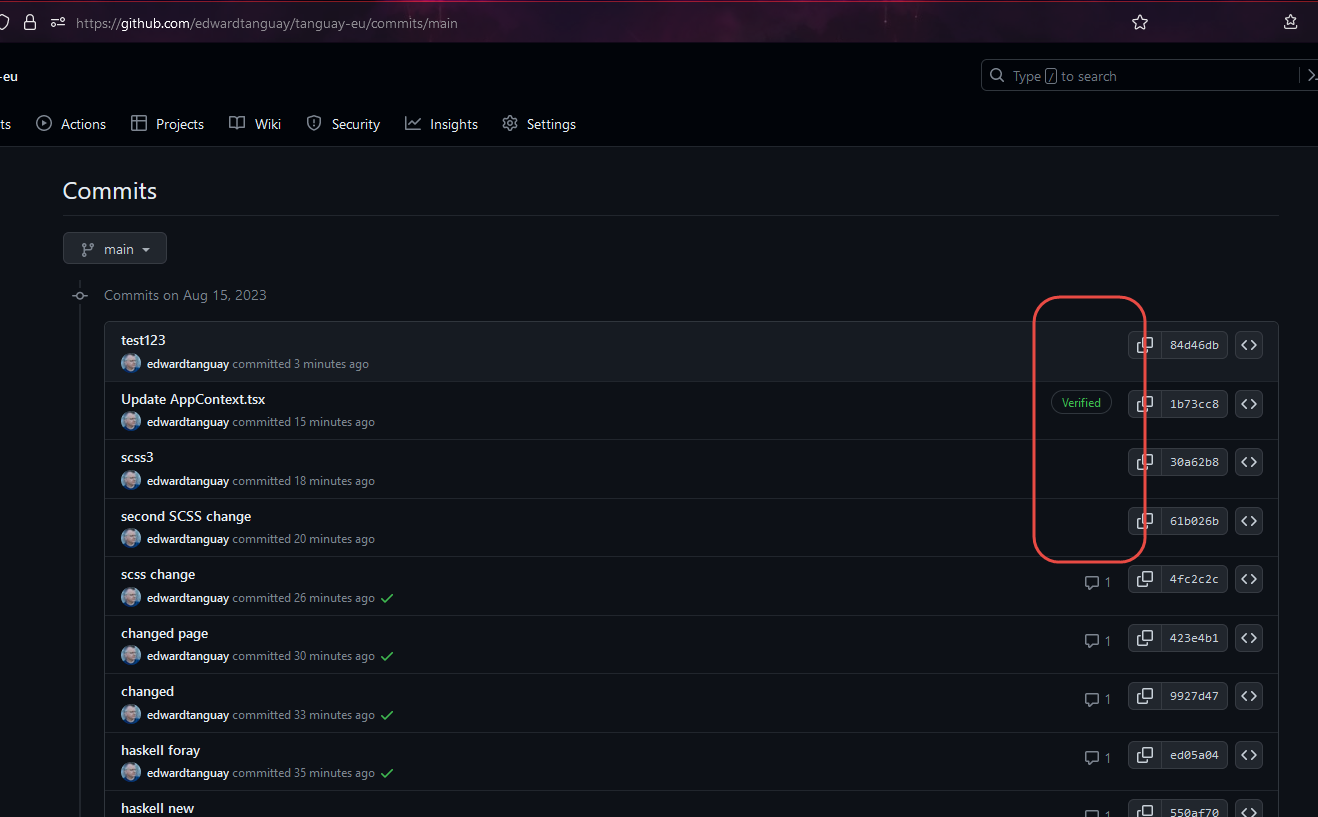 https://github.com/edwardtanguay/tanguay-eu/commits/main
-eu
Type / to search
ts Actions Projects Wiki Security Insights Settings
Commits
main
Commits on Aug 15, 2023
test123
edwardtanguay committed 3 minutes ago
84d46db
Update AppContext.tsx
edwardtanguay committed 15 minutes ago
Verified
1b73cc8
scss3
edwardtanguay committed 18 minutes ago
30a62b8
second SCSS change
edwardtanguay committed 20 minutes ago
61b026b
scss change
edwardtanguay committed 26 minutes ago
1
4fc2c2c
changed page
edwardtanguay committed 30 minutes ago
1
423e4b1
changed
edwardtanguay committed 33 minutes ago
1
9927d47
haskell foray
edwardtanguay committed 35 minutes ago
1
ed05a04
haskell new
1
550af70